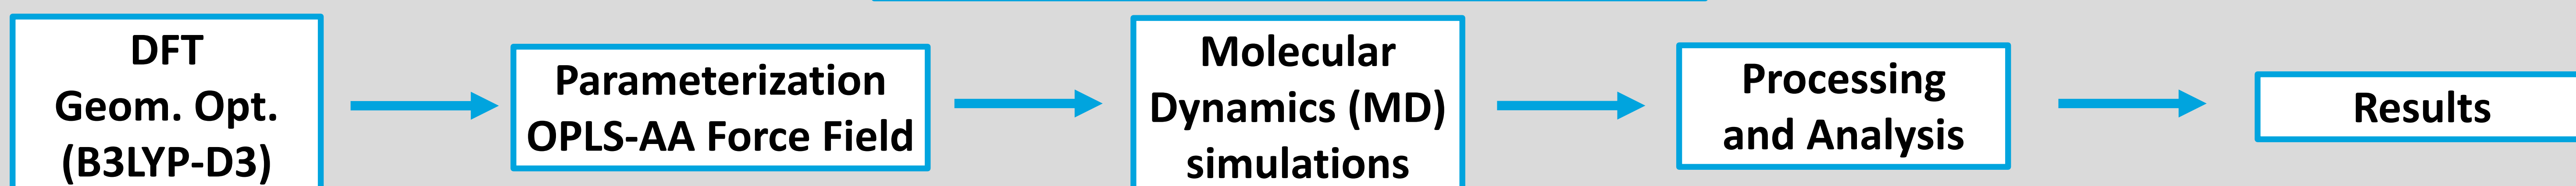 DFT
Geom. Opt.
(B3LYP-D3)
Parameterization
OPLS-AA Force Field
Molecular
Dynamics (MD)
simulations
Processing
and Analysis
Results